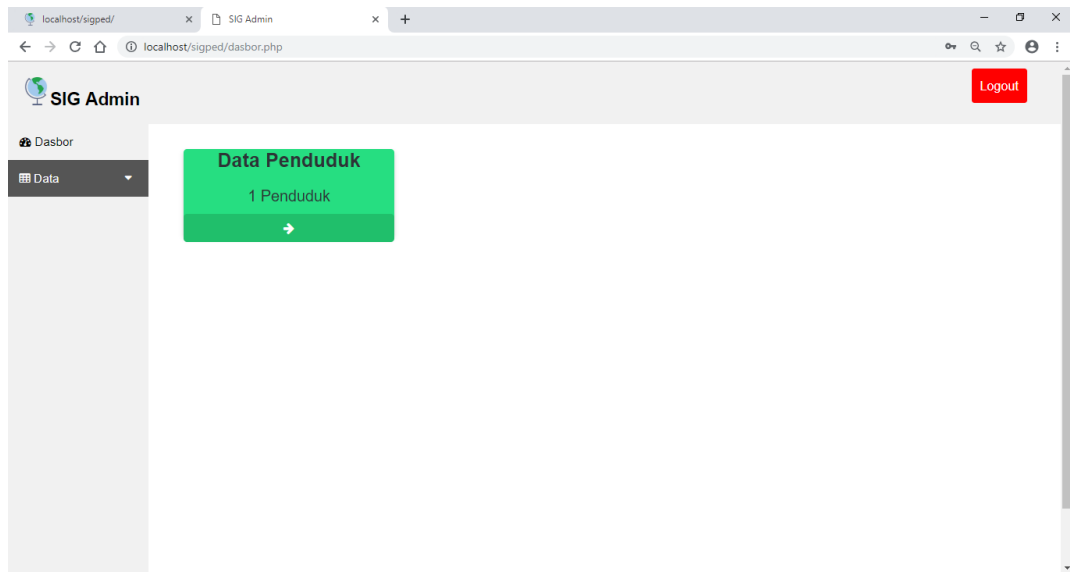 localhost/sigped/
SIG Admin
localhost/sigped/dasbor.php
SIG Admin
Logout
Dasbor
Data
Data Penduduk
1 Penduduk